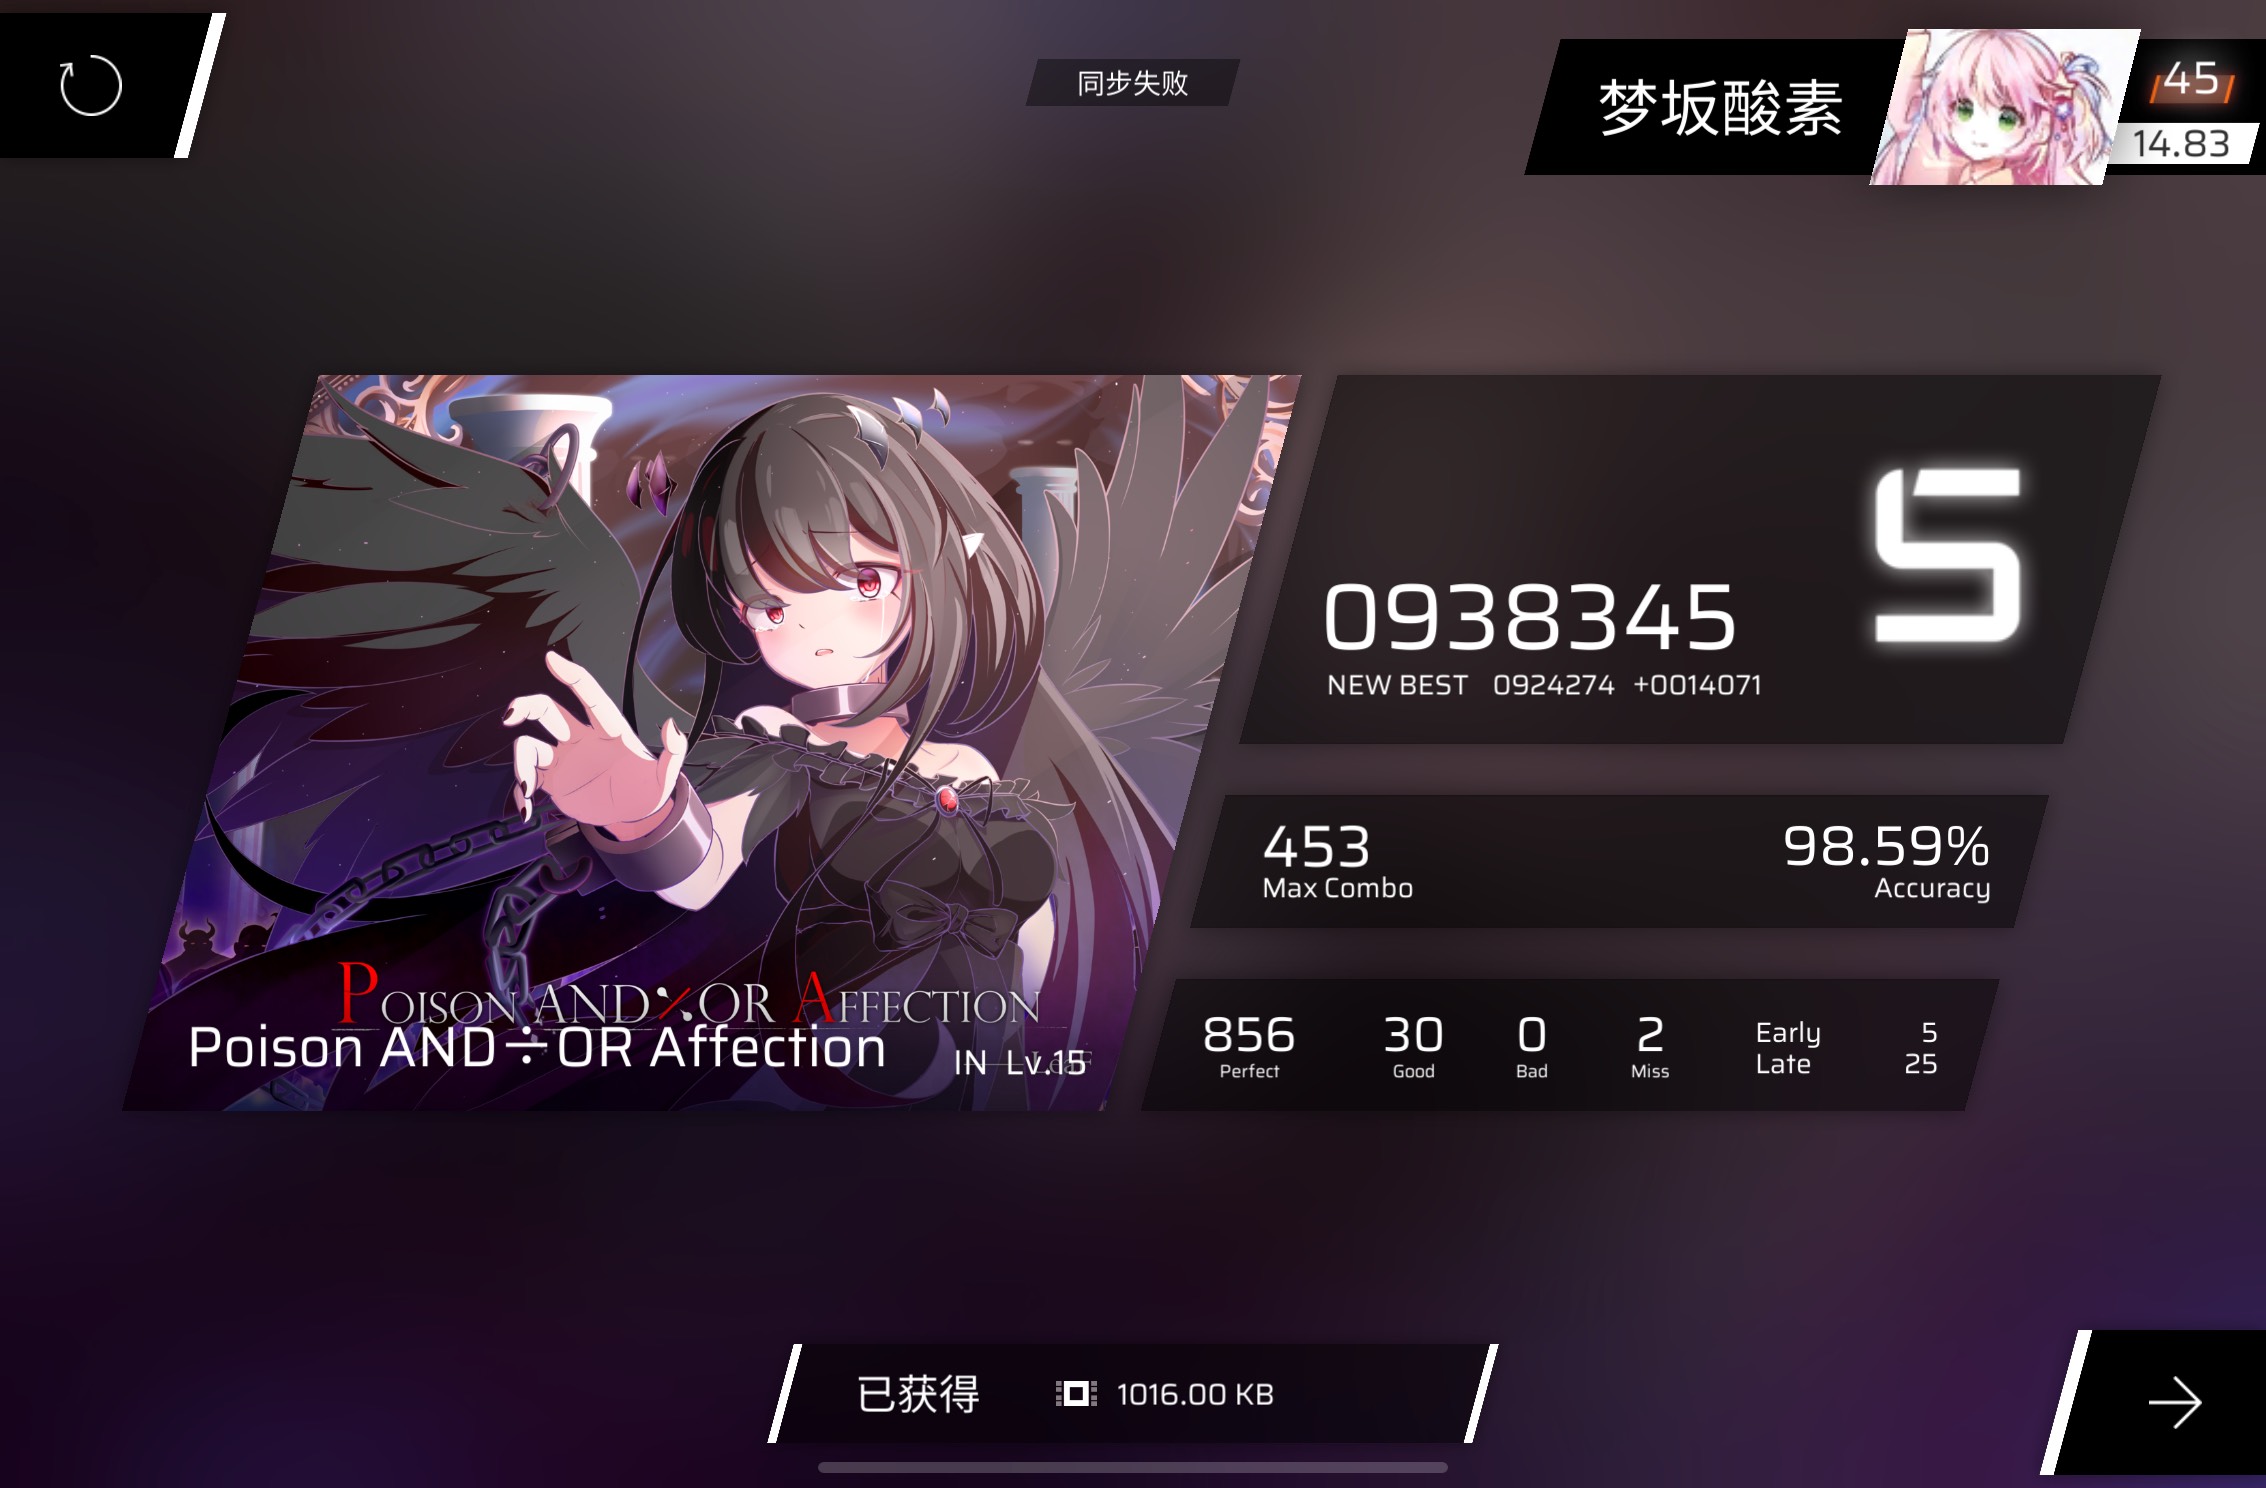 同步失败
梦坂酸素
45
14.83
0938345
S
NEW BEST 0924274 +0014071
453
Max Combo
98.59%
Accuracy
POISON AND÷OR AFFECTION
Poison AND÷OR Affection
IN Lv.15
856
Perfect
30
Good
0
Bad
2
Miss
Early 5
Late 25
已获得 1016.00 KB